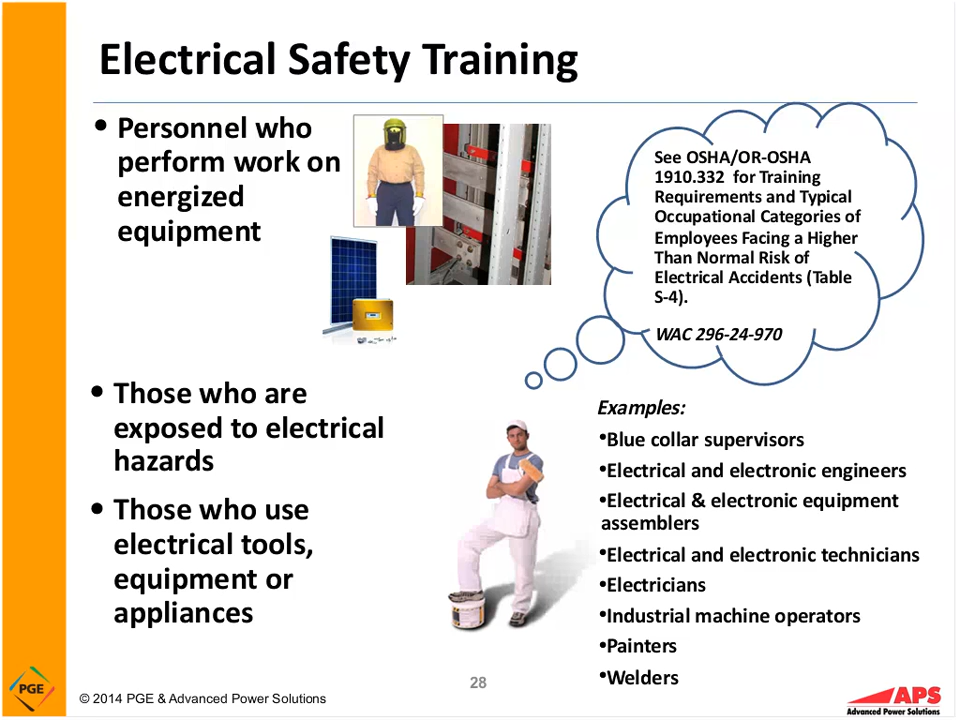 Electrical Safety Training
• Personnel who
perform work on
energized
equipment
See OSHA/OR-OSHA
1910.332 for Training
Requirements and Typical
Occupational Categories of
Employees Facing a Higher
Than Normal Risk of
Electrical Accidents (Table
S-4).
WAC 296-24-970
• Those who are
exposed to electrical
hazards
• Those who use
electrical tools,
equipment or
appliances
Examples:
•Blue collar supervisors
•Electrical and electronic engineers
•Electrical & electronic equipment
assemblers
•Electrical and electronic technicians
•Electricians
•Industrial machine operators
•Painters
•Welders
PGE
© 2014 PGE & Advanced Power Solutions
28
APS
Advanced Power Solutions